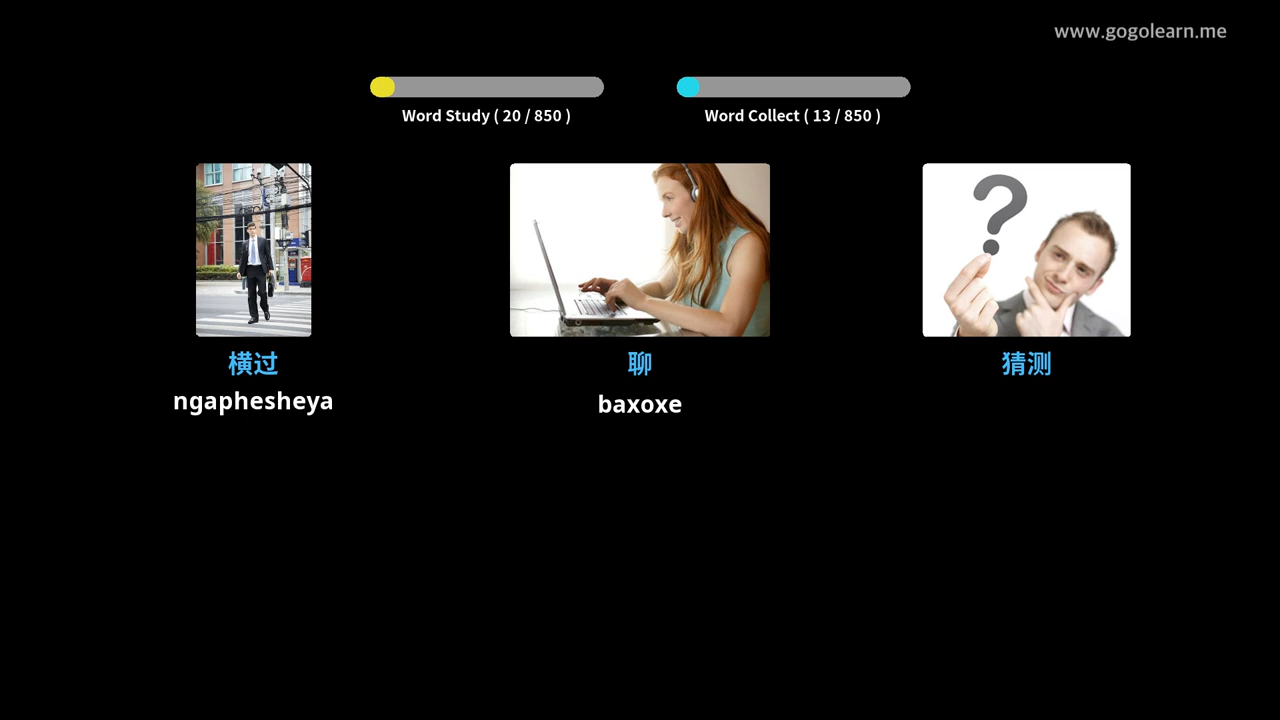 www.gogolearn.me
Word Study ( 20 / 850 )
Word Collect ( 13 / 850 )
横过
聊
猜测
ngaphesheya
baxoxe